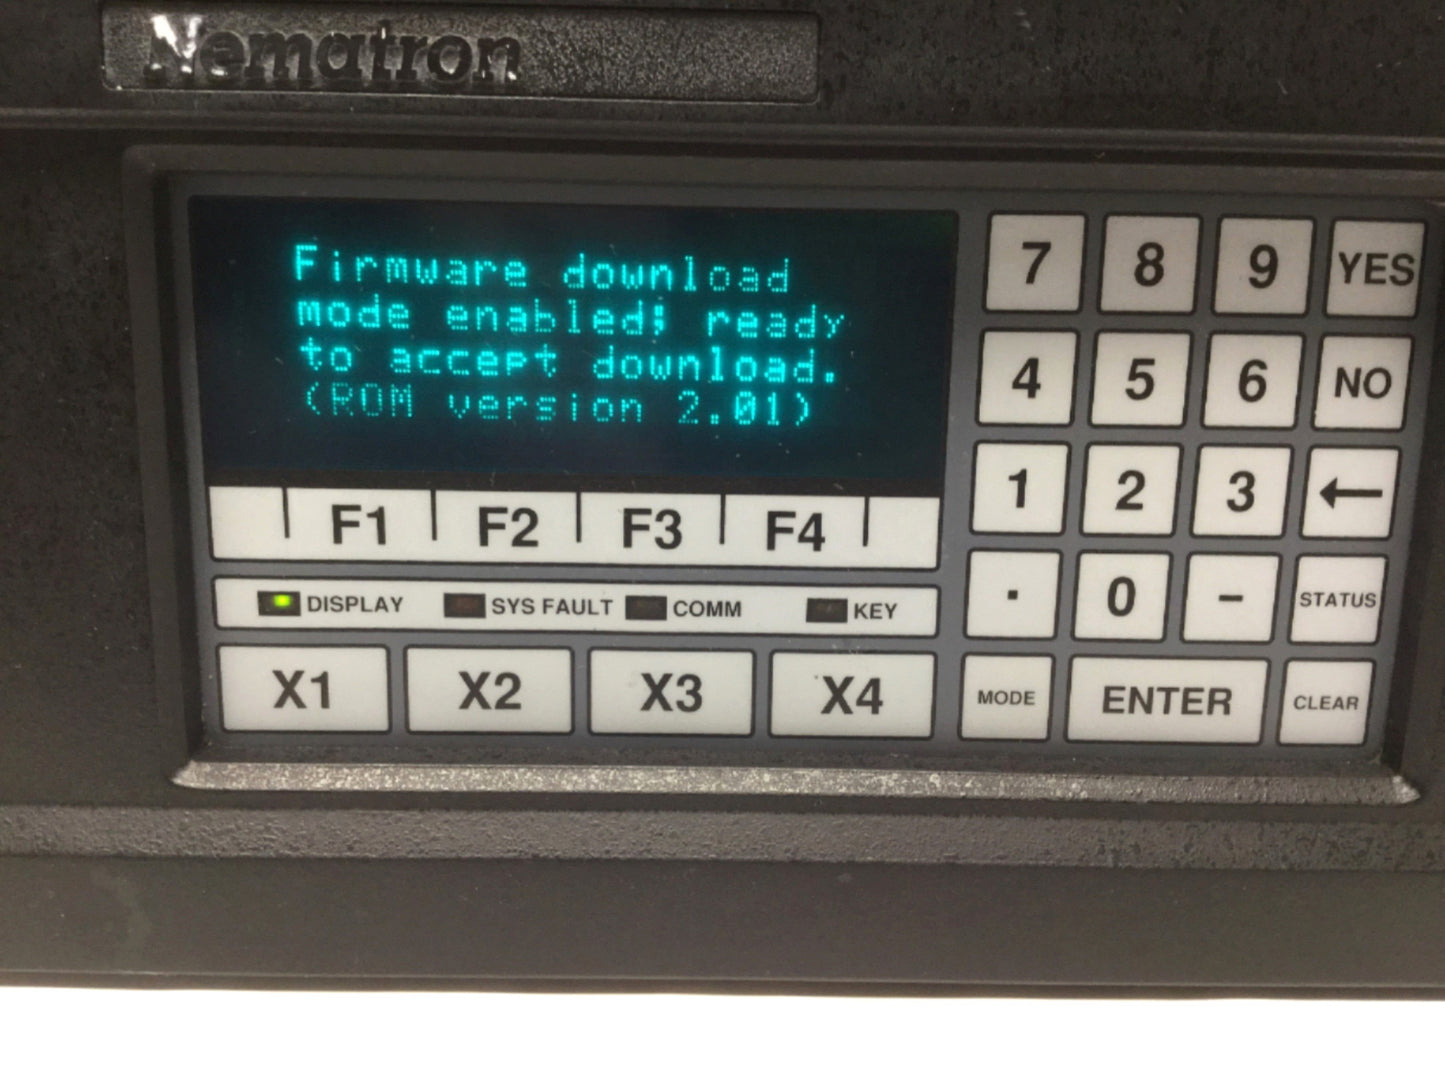 Nematron
Firmware download
mode enabled; ready
to accept download.
(ROM version 2.01)
7 8 9 YES
4 5 6 NO
1 2 3 ←
F1 F2 F3 F4
. 0 - STATUS
DISPLAY SYS FAULT COMM KEY
X1 X2 X3 X4
MODE ENTER CLEAR